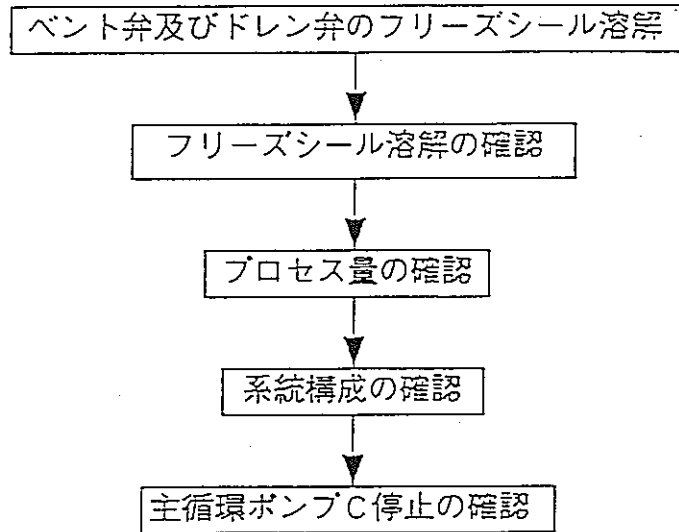 ベント弁及びドレン弁のフリーズシール溶解
フリーズシール溶解の確認
プロセス量の確認
系統構成の確認
主循環ポンプC停止の確認